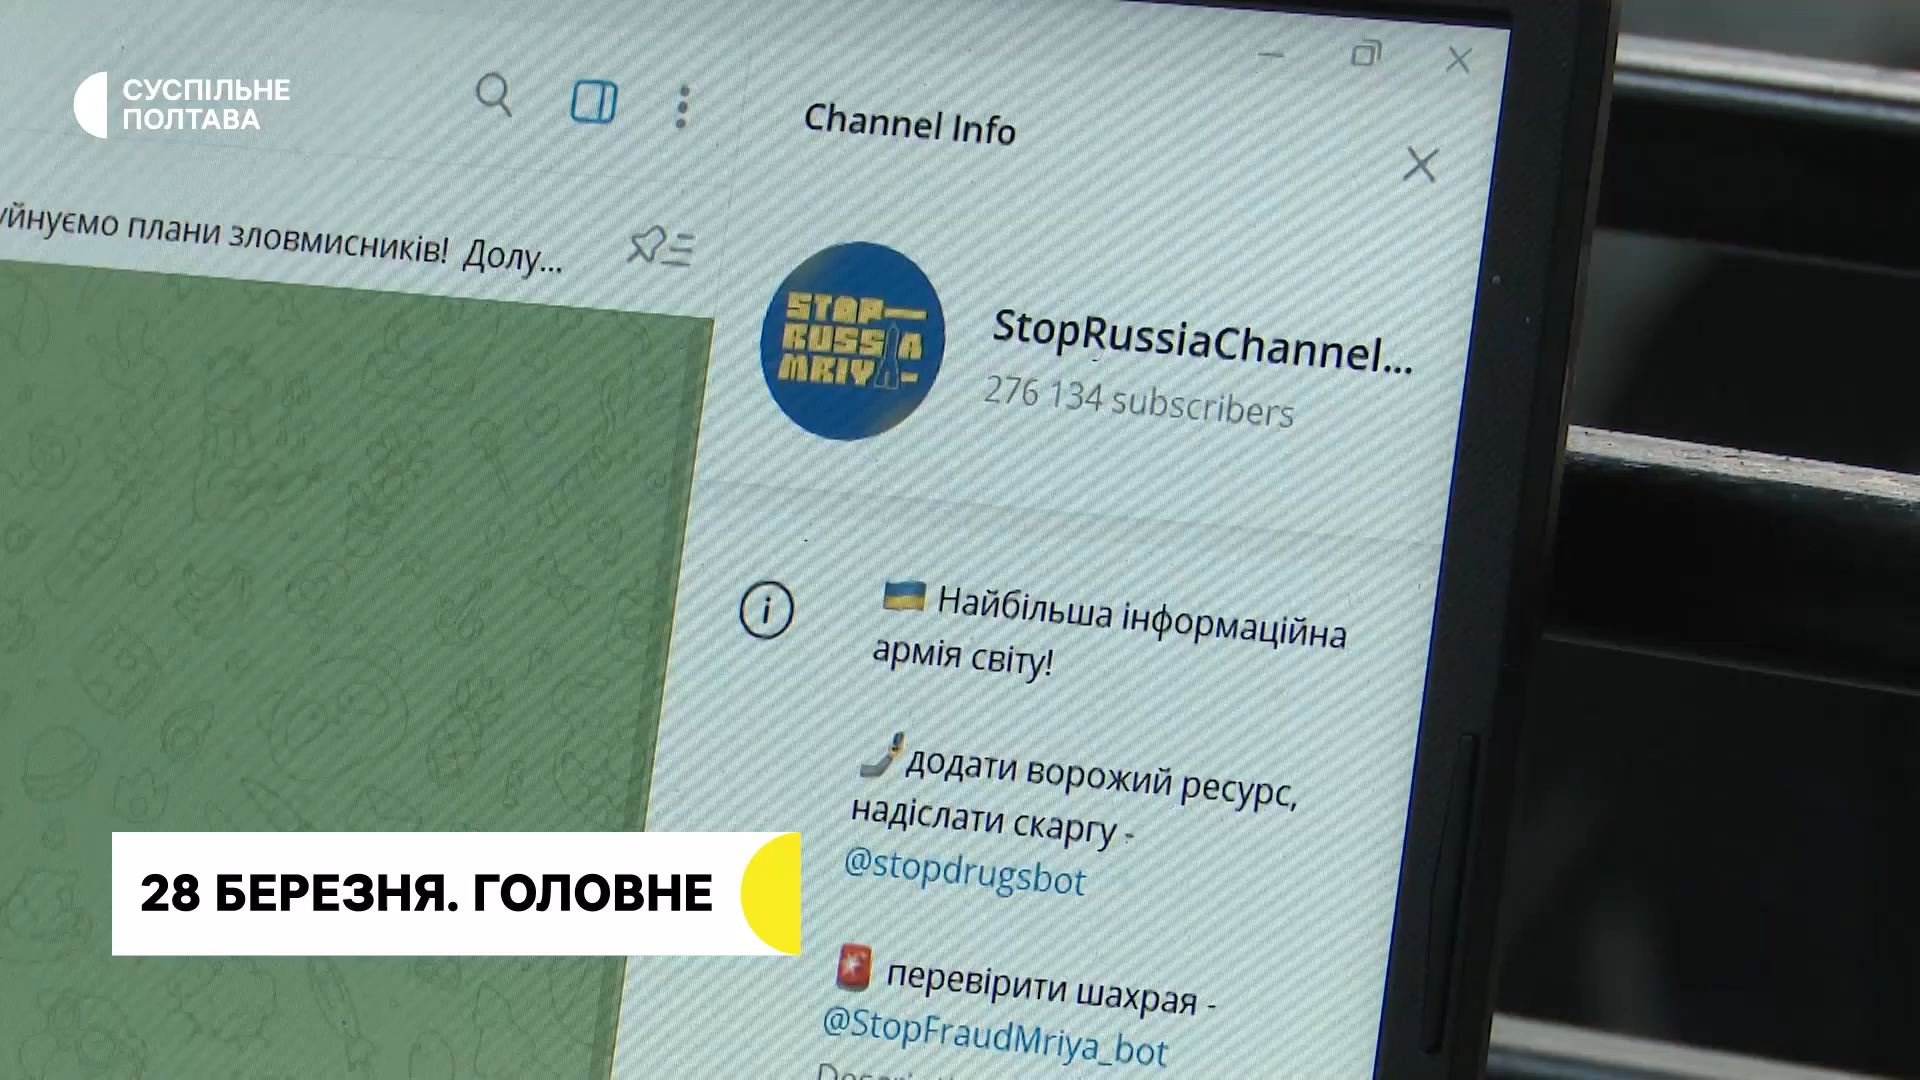 СУСПІЛЬНЕ
ПОЛТАВА
Channel Info
плани зловмисників! Долу...
STOP
RUSSIA
MRIYA
StopRussiaChannel...
276 134 subscribers
Найбільша інформаційна
армія світу!
додати ворожий ресурс,
надіслати скаргу -
@stopdrugsbot
28 БЕРЕЗНЯ. ГОЛОВНЕ
перевірити шахрая -
@StopFraudMriya_bot